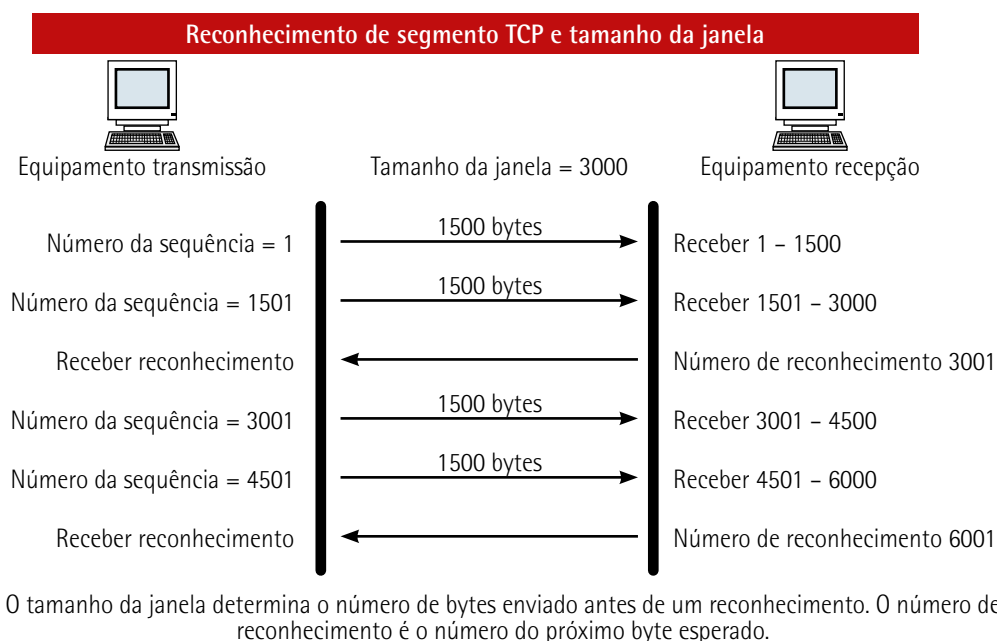 Reconhecimento de segmento TCP e tamanho da janela
Equipamento transmissão
Tamanho da janela = 3000
Equipamento recepção
Número da sequência = 1
1500 bytes
Receber 1 – 1500
Número da sequência = 1501
1500 bytes
Receber 1501 – 3000
Receber reconhecimento
Número de reconhecimento 3001
Número da sequência = 3001
1500 bytes
Receber 3001 – 4500
Número da sequência = 4501
1500 bytes
Receber 4501 – 6000
Receber reconhecimento
Número de reconhecimento 6001
O tamanho da janela determina o número de bytes enviado antes de um reconhecimento. O número de
reconhecimento é o número do próximo byte esperado.